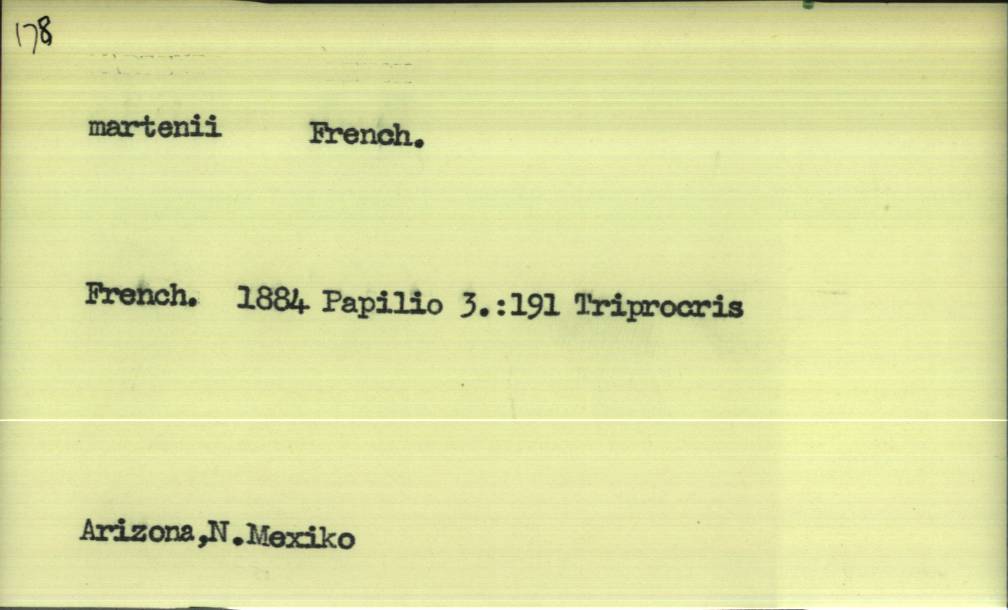 178
martenii French.
French. 1884 Papilio 3.:191 Triprocris
Arizona,N.Mexiko